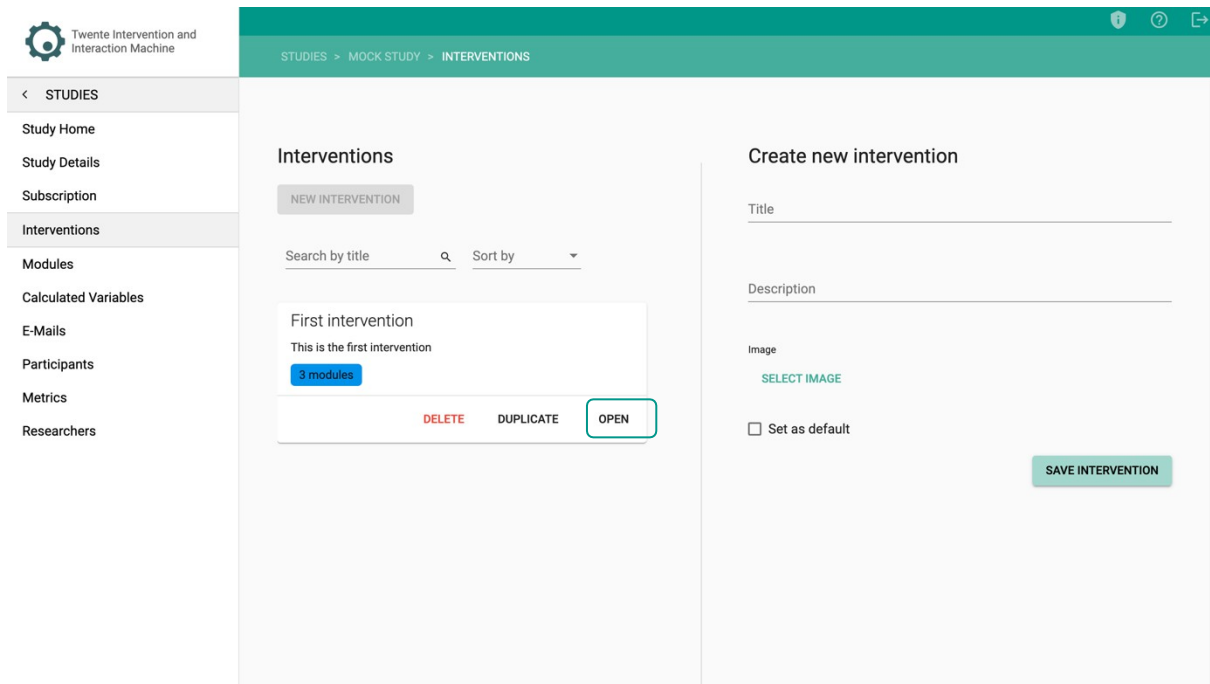 Twente Intervention and
Interaction Machine
STUDIES > MOCK STUDY > INTERVENTIONS
< STUDIES
Study Home
Study Details
Subscription
Interventions
Modules
Calculated Variables
E-Mails
Participants
Metrics
Researchers
Interventions
NEW INTERVENTION
Search by title
Sort by
First intervention
This is the first intervention
3 modules
DELETE DUPLICATE OPEN
Create new intervention
Title
Description
Image
SELECT IMAGE
Set as default
SAVE INTERVENTION